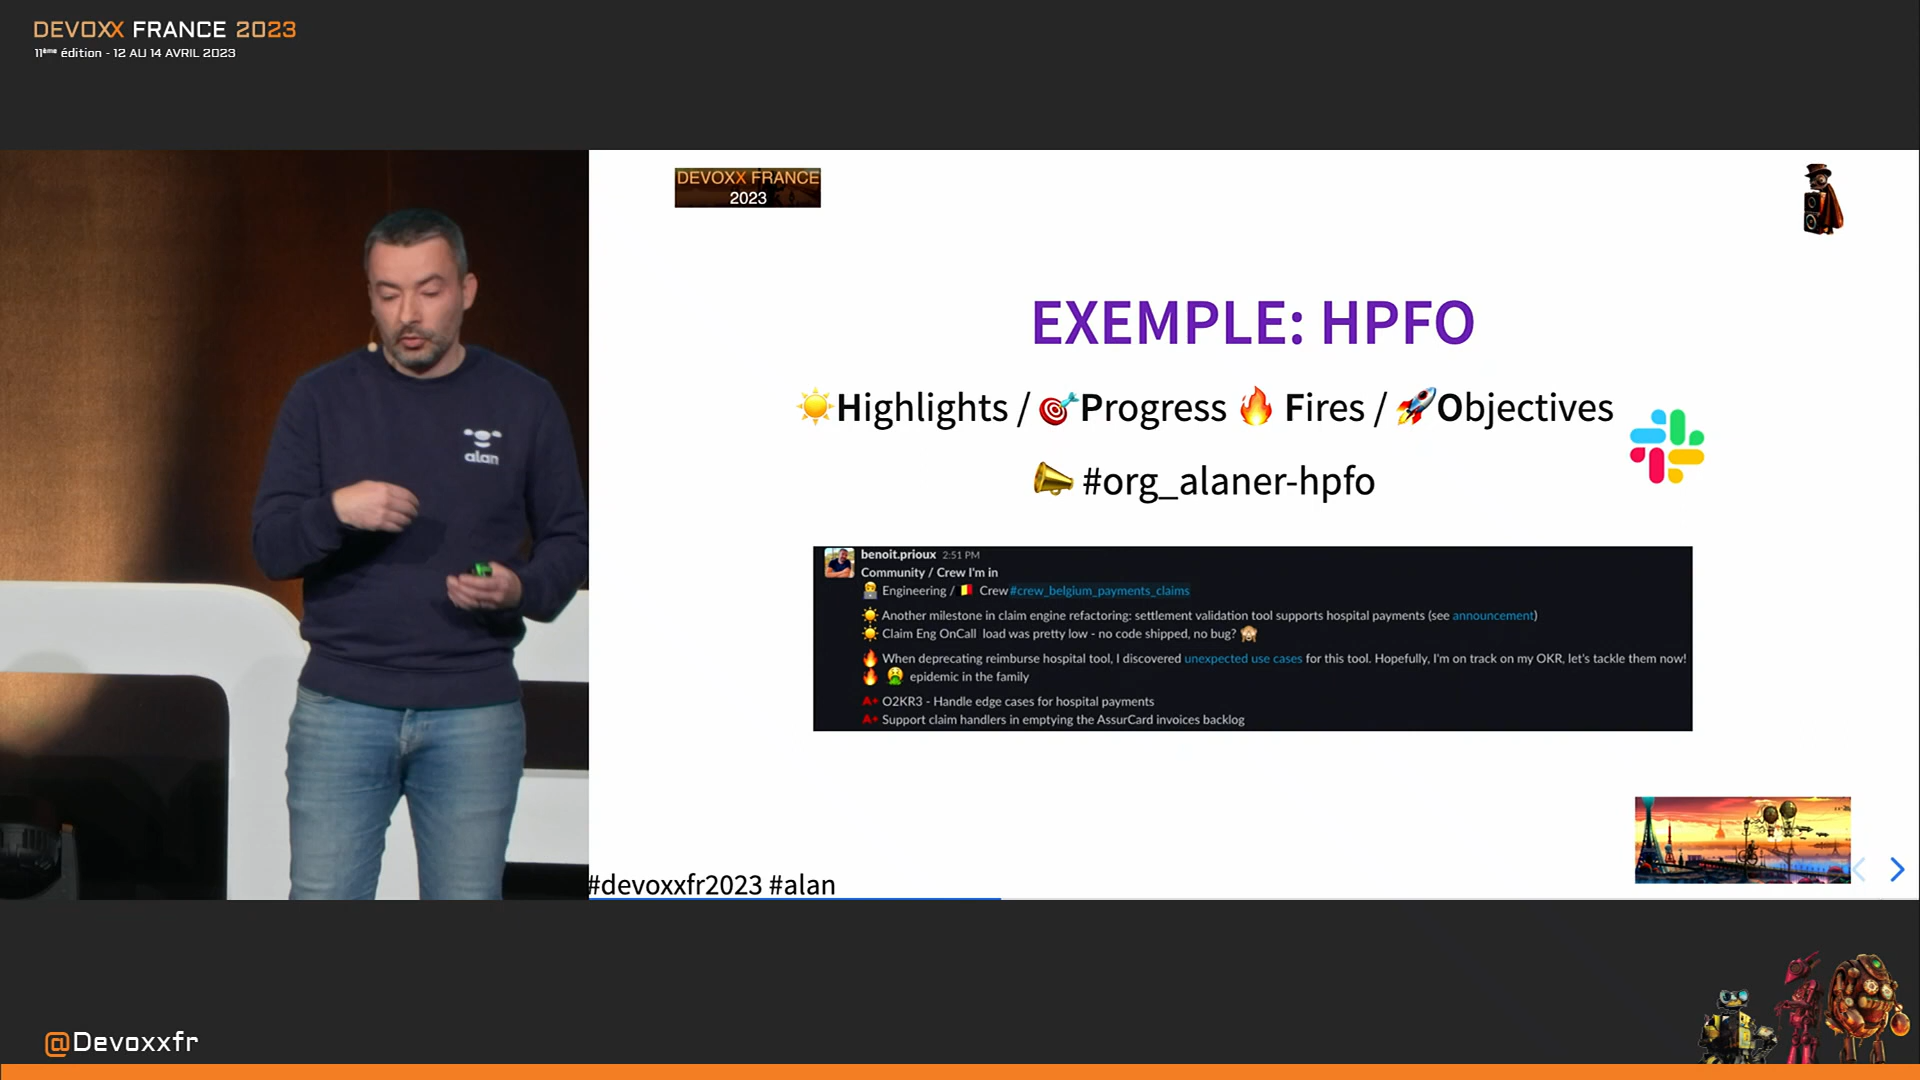 DEVOXX FRANCE 2023
11ème édition - 12 AU 14 AVRIL 2023
DEVOXX FRANCE
2023
alan
EXEMPLE: HPFO
☀️Highlights / 🎯Progress 🔥 Fires / 🚀Objectives
📣 #org_alaner-hpfo
benoit.prioux 2:51 PM
Community / Crew I'm in
🧑‍💻 Engineering / 🇧🇪 Crew #crew_belgium_payments_claims
☀️ Another milestone in claim engine refactoring: settlement validation tool supports hospital payments (see announcement)
☀️ Claim Eng OnCall load was pretty low - no code shipped, no bug? 🙈
🔥 When deprecating reimburse hospital tool, I discovered unexpected use cases for this tool. Hopefully, I'm on track on my OKR, let's tackle them now!
🔥 🤮 epidemic in the family
A+ O2KR3 - Handle edge cases for hospital payments
A+ Support claim handlers in emptying the AssurCard invoices backlog
#devoxxfr2023 #alan
@Devoxxfr